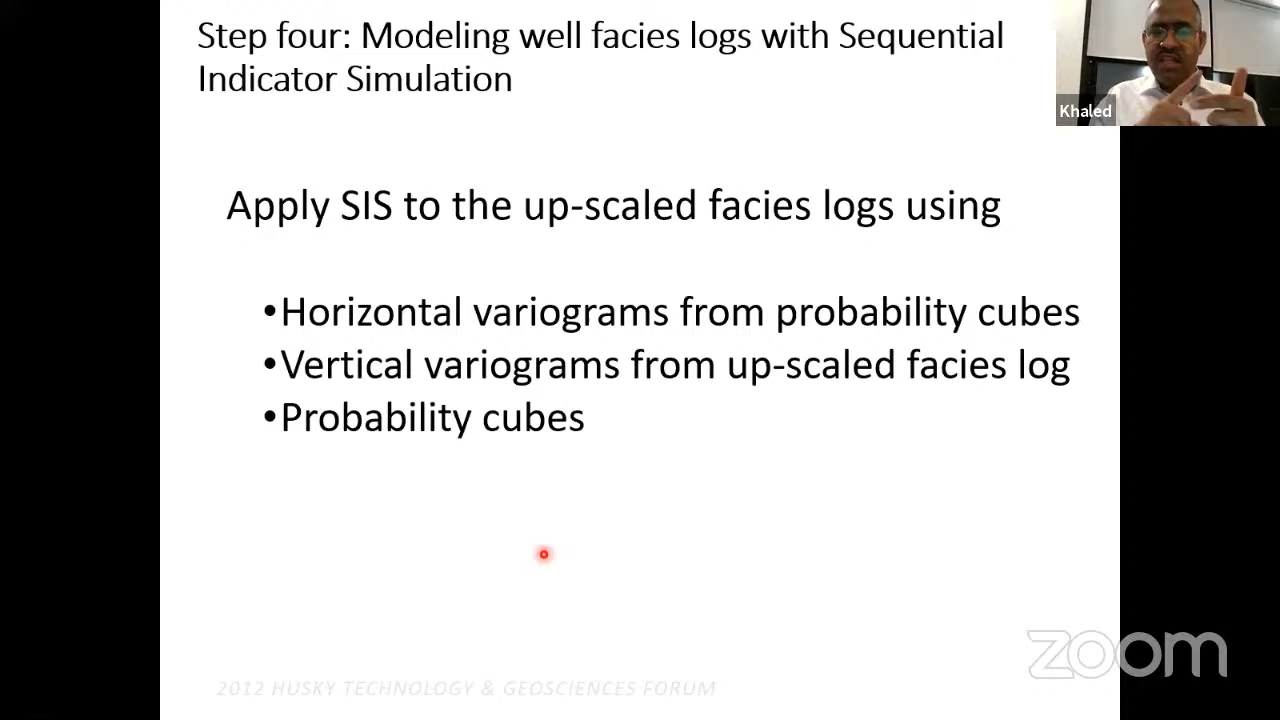 Step four: Modeling well facies logs with Sequential
Indicator Simulation
Khaled
Apply SIS to the up-scaled facies logs using
•Horizontal variograms from probability cubes
•Vertical variograms from up-scaled facies log
•Probability cubes
zoom
2012 HUSKY TECHNOLOGY & GEOSCIENCES FORUM